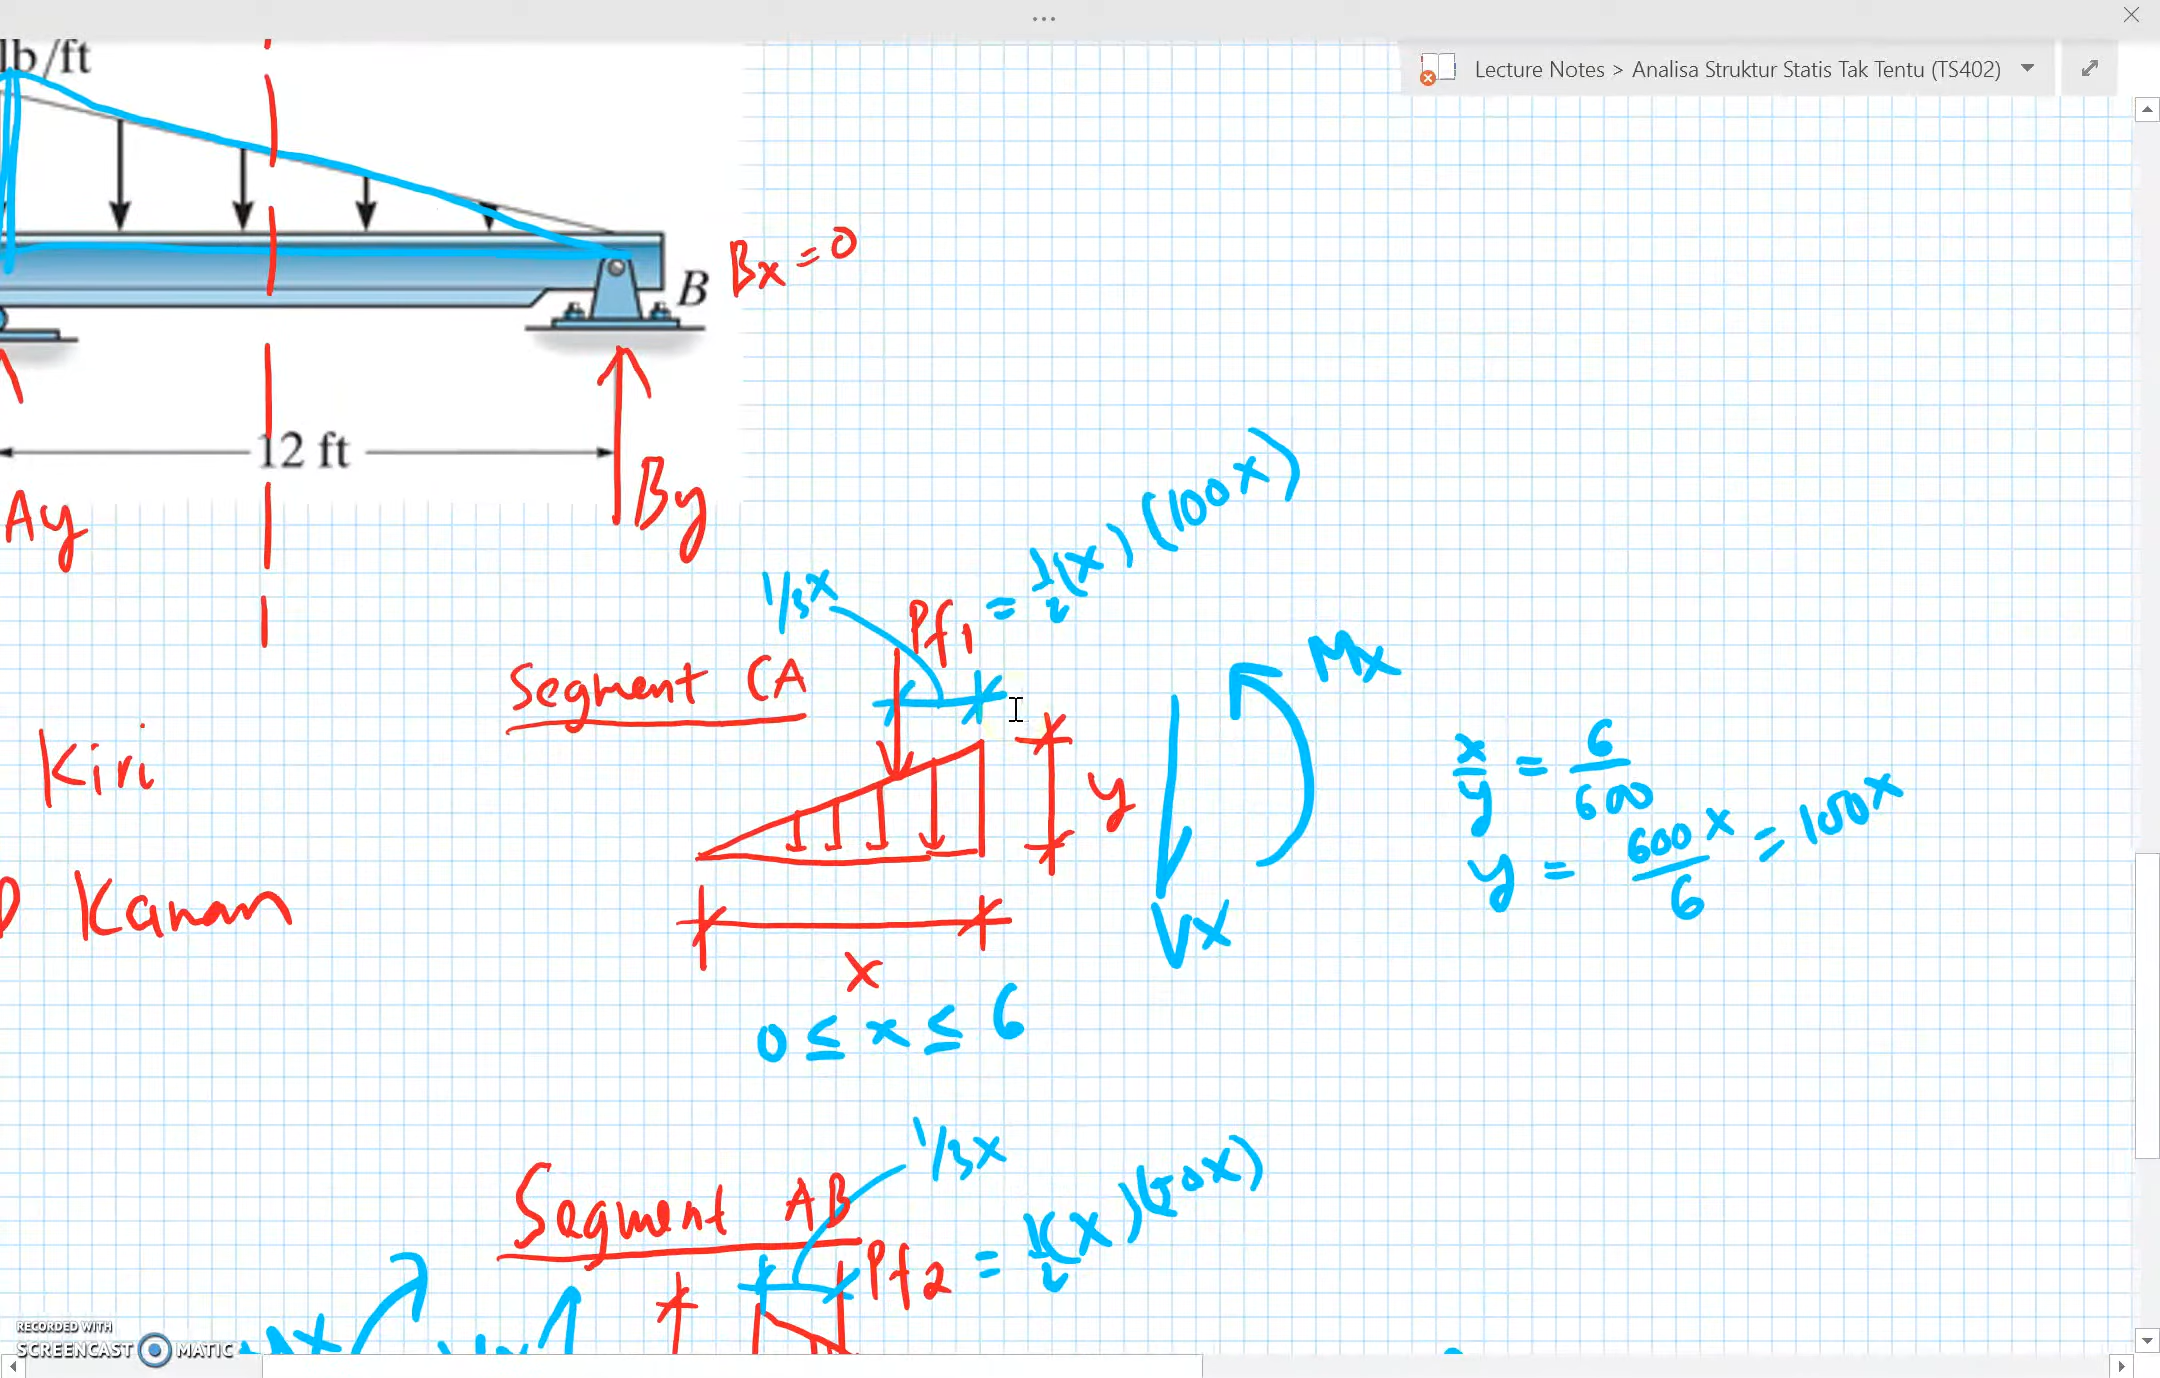 Lecture Notes > Analisa Struktur Statis Tak Tentu (TS402)
lb/ft
Bx = 0
B
12 ft
Ay
By
1/3x
Pf1 = 1/2 (x) (100x)
Segment CA
Mx
y
Vx
x/y = 6/600
y = 600x/6 = 100x
Kiri
Kanan
x
0 ≤ x ≤ 6
1/3x
Segment AB
Pf2 = 1/2 (x) (50x)
Mx
RECORDED WITH
SCREENCAST MATIC